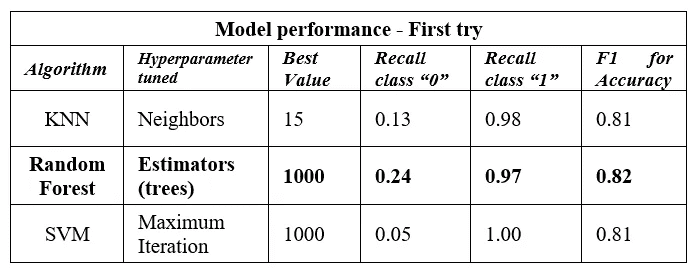 Model performance - First try
Algorithm Hyperparameter tuned Best Value Recall class “0” Recall class “1” F1 for Accuracy
KNN Neighbors 15 0.13 0.98 0.81
Random Forest Estimators (trees) 1000 0.24 0.97 0.82
SVM Maximum Iteration 1000 0.05 1.00 0.81